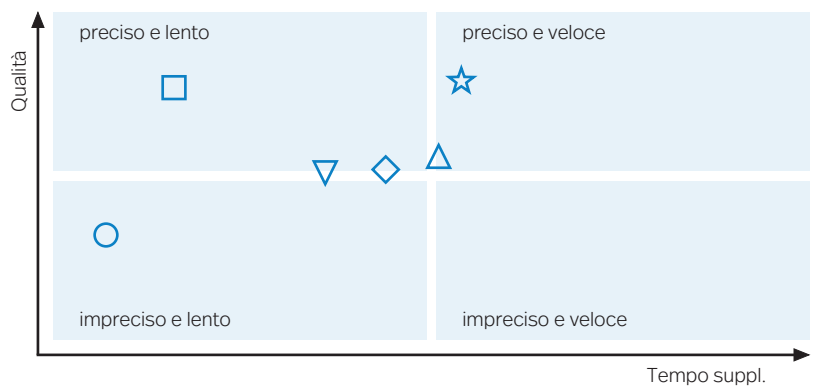 preciso e lento
preciso e veloce
Qualità
impreciso e lento
impreciso e veloce
Tempo suppl.